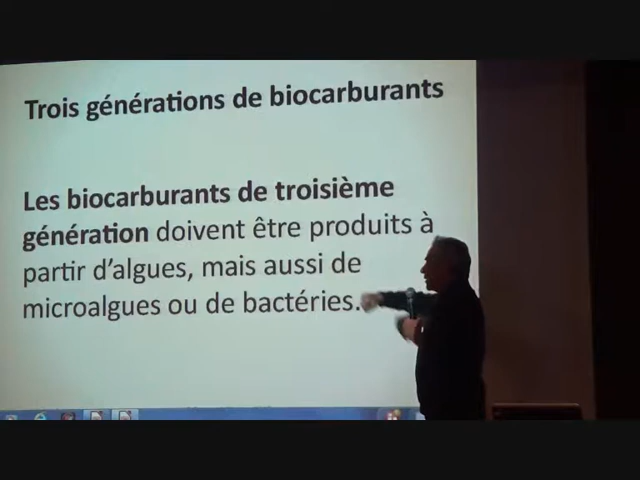 Trois générations de biocarburants
Les biocarburants de troisième
génération doivent être produits à
partir d’algues, mais aussi de
microalgues ou de bactéries.